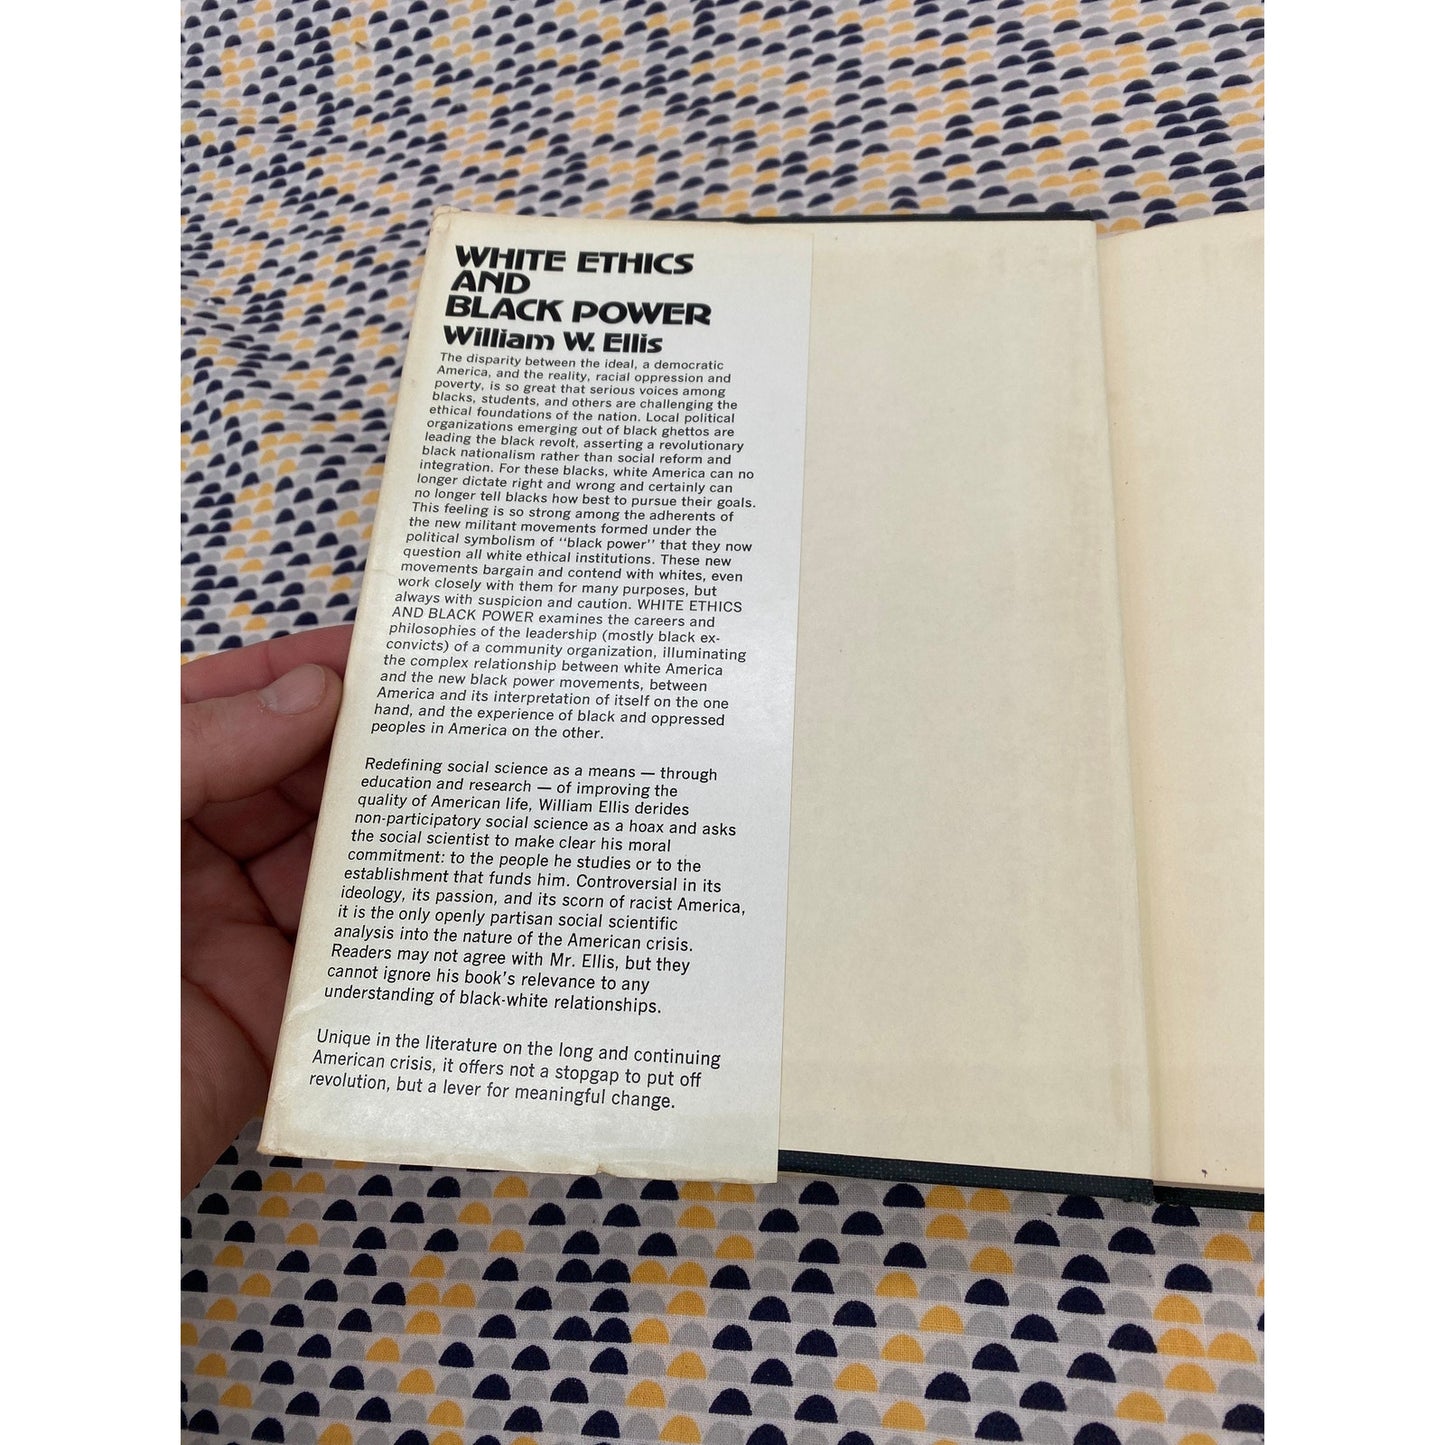 WHITE ETHICS
AND
BLACK POWER
William W. Ellis
The disparity between the ideal, a democratic
America, and the reality, racial oppression and
poverty, is so great that serious voices among
blacks, students, and others are challenging the
ethical foundations of the nation. Local political
organizations emerging out of black ghettos are
leading the black revolt, asserting a revolutionary
black nationalism rather than social reform and
integration. For these blacks, white America can no
longer dictate right and wrong and certainly can
no longer tell blacks how best to pursue their goals.
This feeling is so strong among the adherents of
the new militant movements formed under the
political symbolism of "black power" that they now
question all white ethical institutions. These new
movements bargain and contend with whites, even
work closely with them for many purposes, but
always with suspicion and caution. WHITE ETHICS
AND BLACK POWER examines the careers and
philosophies of the leadership (mostly black ex-
convicts) of a community organization, illuminating
the complex relationship between white America
and the new black power movements, between
America and its interpretation of itself on the one
hand, and the experience of black and oppressed
peoples in America on the other.
Redefining social science as a means — through
education and research — of improving the
quality of American life, William Ellis derides
non-participatory social science as a hoax and asks
the social scientist to make clear his moral
commitment: to the people he studies or to the
establishment that funds him. Controversial in its
ideology, its passion, and its scorn of racist America,
it is the only openly partisan social scientific
analysis into the nature of the American crisis.
Readers may not agree with Mr. Ellis, but they
cannot ignore his book's relevance to any
understanding of black-white relationships.
Unique in the literature on the long and continuing
American crisis, it offers not a stopgap to put off
revolution, but a lever for meaningful change.